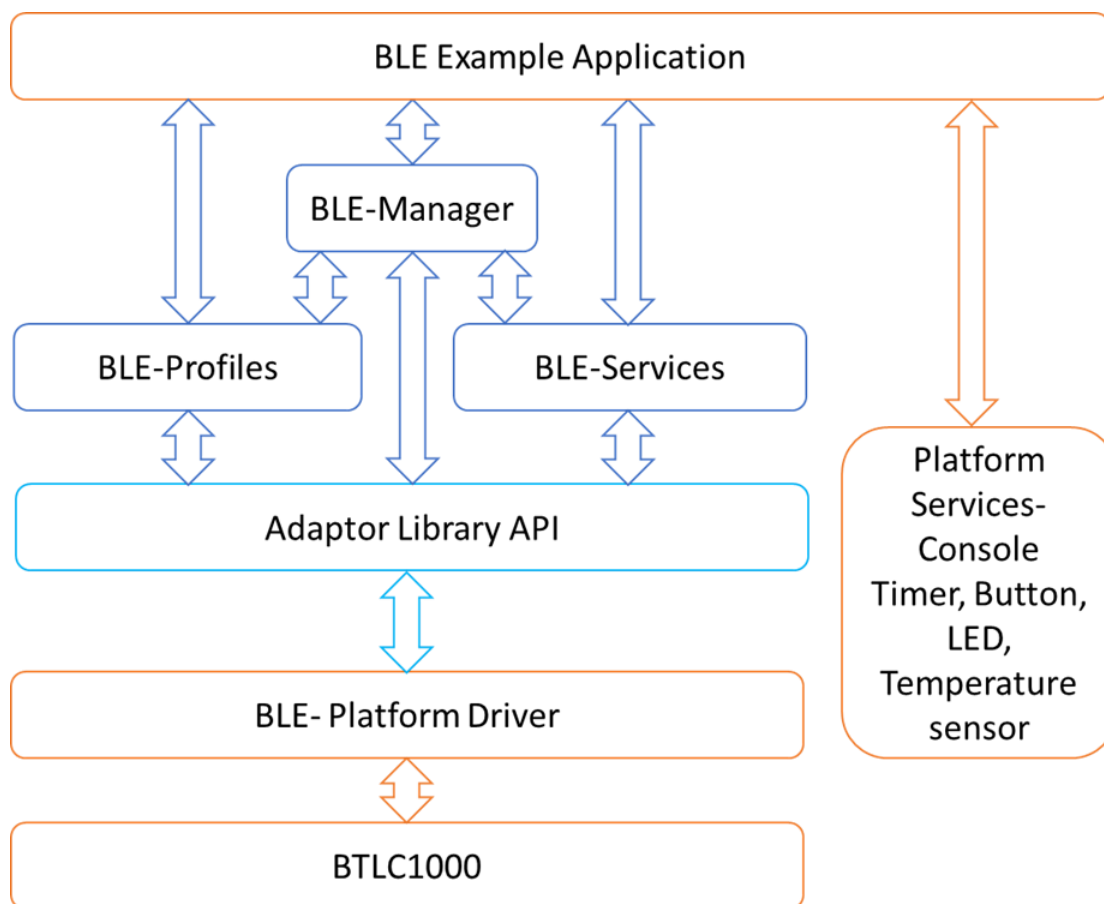 BLE Example Application
BLE-Manager
BLE-Profiles
BLE-Services
Adaptor Library API
Platform
Services-
Console
Timer, Button,
LED,
Temperature
sensor
BLE- Platform Driver
BTLC1000